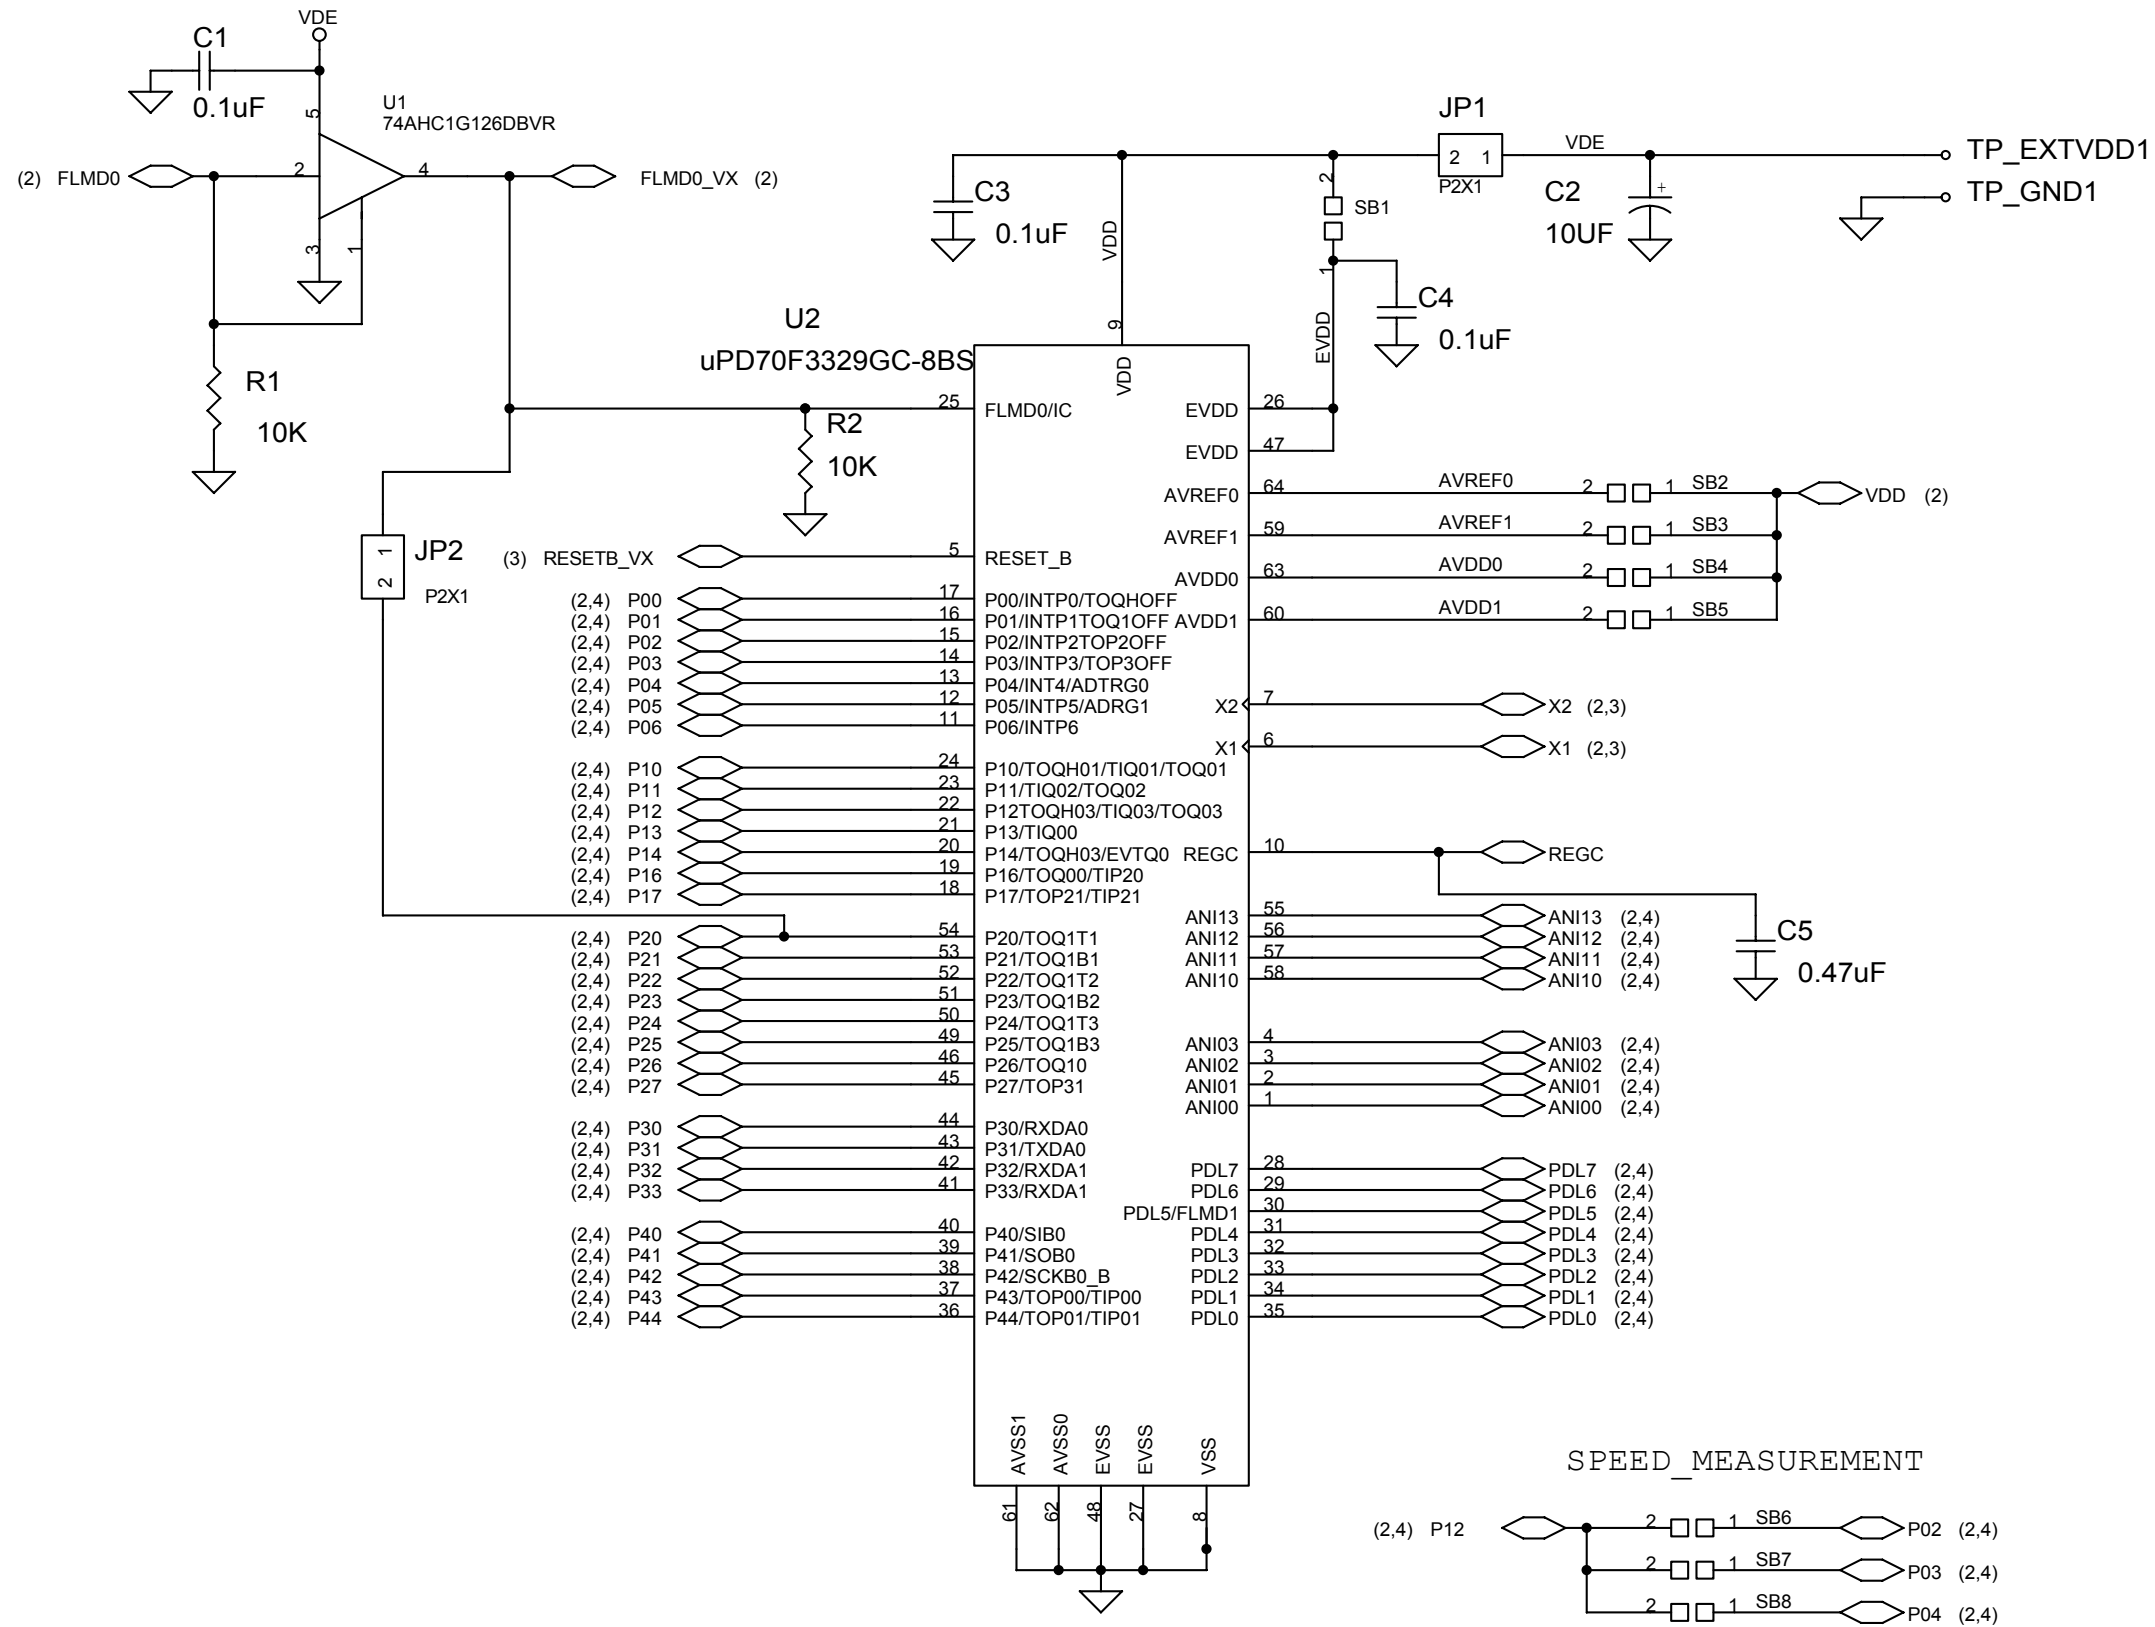 VDE
C1
0.1uF
5
U1
74AHC1G126DBVR
(2) FLMD0
2
4
FLMD0_VX (2)
3
1
R1
10K
JP1
2 1
P2X1
VDE
TP_EXTVDD1
TP_GND1
C2
+
10UF
C3
0.1uF
VDD
2
SB1
1
C4
0.1uF
EVDD
U2
uPD70F3329GC-8BS
9
VDD
25 FLMD0/IC
R2
10K
EVDD 26
EVDD 47
AVREF0 64 AVREF0 2 1 SB2 VDD (2)
AVREF1 59 AVREF1 2 1 SB3
AVDD0 63 AVDD0 2 1 SB4
AVDD1 60 AVDD1 2 1 SB5
JP2
1
2
P2X1
(3) RESETB_VX 5 RESET_B
(2,4) P00 17 P00/INTP0/TOQHOFF
(2,4) P01 16 P01/INTP1TOQ1OFF
(2,4) P02 15 P02/INTP2TOP2OFF
(2,4) P03 14 P03/INTP3/TOP3OFF
(2,4) P04 13 P04/INT4/ADTRG0
(2,4) P05 12 P05/INTP5/ADRG1
(2,4) P06 11 P06/INTP6
X2 7 X2 (2,3)
X1 6 X1 (2,3)
(2,4) P10 24 P10/TOQH01/TIQ01/TOQ01
(2,4) P11 23 P11/TIQ02/TOQ02
(2,4) P12 22 P12TOQH03/TIQ03/TOQ03
(2,4) P13 21 P13/TIQ00
(2,4) P14 20 P14/TOQH03/EVTQ0
(2,4) P16 19 P16/TOQ00/TIP20
(2,4) P17 18 P17/TOP21/TIP21
REGC 10 REGC
C5
0.47uF
ANI13 55 ANI13 (2,4)
ANI12 56 ANI12 (2,4)
ANI11 57 ANI11 (2,4)
ANI10 58 ANI10 (2,4)
(2,4) P20 54 P20/TOQ1T1
(2,4) P21 53 P21/TOQ1B1
(2,4) P22 52 P22/TOQ1T2
(2,4) P23 51 P23/TOQ1B2
(2,4) P24 50 P24/TOQ1T3
(2,4) P25 49 P25/TOQ1B3
(2,4) P26 46 P26/TOQ10
(2,4) P27 45 P27/TOP31
ANI03 4 ANI03 (2,4)
ANI02 3 ANI02 (2,4)
ANI01 2 ANI01 (2,4)
ANI00 1 ANI00 (2,4)
(2,4) P30 44 P30/RXDA0
(2,4) P31 43 P31/TXDA0
(2,4) P32 42 P32/RXDA1
(2,4) P33 41 P33/RXDA1
PDL7 28 PDL7 (2,4)
PDL6 29 PDL6 (2,4)
PDL5/FLMD1 30 PDL5 (2,4)
PDL4 31 PDL4 (2,4)
PDL3 32 PDL3 (2,4)
PDL2 33 PDL2 (2,4)
PDL1 34 PDL1 (2,4)
PDL0 35 PDL0 (2,4)
(2,4) P40 40 P40/SIB0
(2,4) P41 39 P41/SOB0
(2,4) P42 38 P42/SCKB0_B
(2,4) P43 37 P43/TOP00/TIP00
(2,4) P44 36 P44/TOP01/TIP01
AVSS1 AVSS0 EVSS EVSS VSS
61 62 48 27 8
SPEED_MEASUREMENT
(2,4) P12 2 1 SB6 P02 (2,4)
2 1 SB7 P03 (2,4)
2 1 SB8 P04 (2,4)